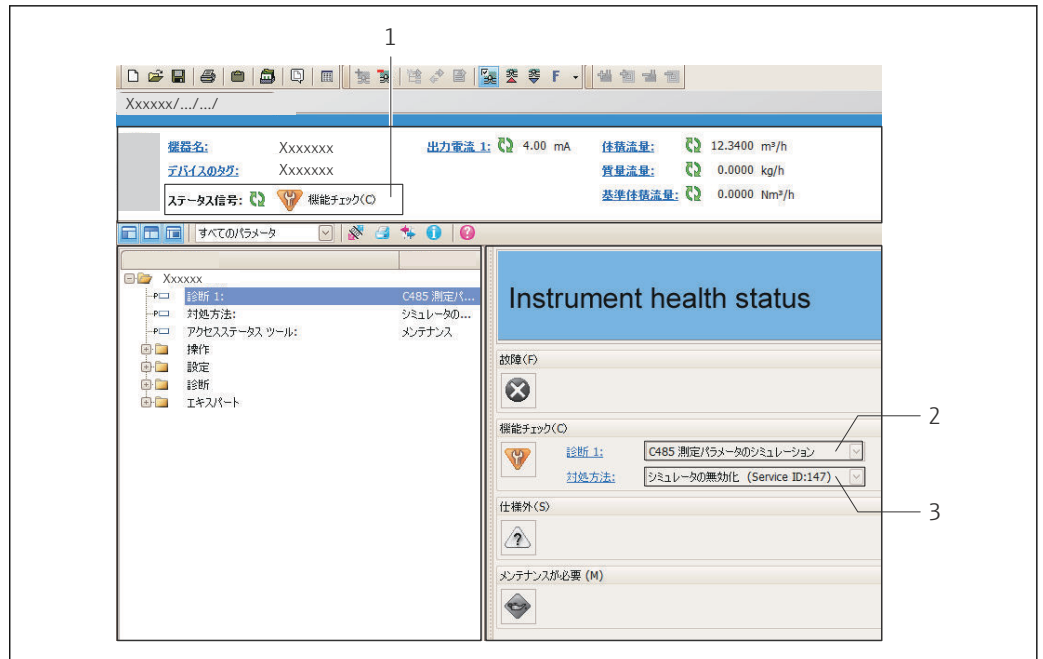 1
F
Xxxxxx/.../.../
機器名: Xxxxxxx 出力電流 1: 4.00 mA 体積流量: 12.3400 m³/h
デバイスのタグ: Xxxxxxx 質量流量: 0.0000 kg/h
ステータス信号: 機能チェック(C) 基準体積流量: 0.0000 Nm³/h
すべてのパラメータ
Xxxxxx
診断 1: C485 測定パ...
対処方法: シミュレータの...
アクセスステータス ツール: メンテナンス
操作
設定
診断
エキスパート
Instrument health status
故障(F)
機能チェック(C)
診断 1: C485 測定パラメータのシミュレーション
2
対処方法: シミュレータの無効化 (Service ID:147)
3
仕様外(S)
メンテナンスが必要 (M)